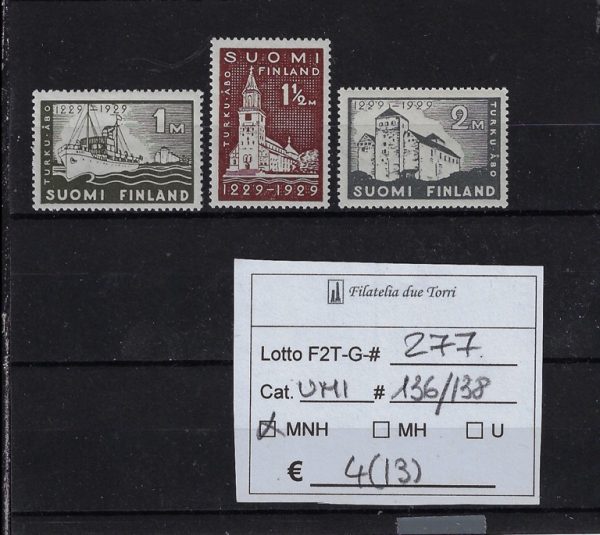 1229-1929
1M
TURKU-ÅBO
SUOMI FINLAND
SUOMI
FINLAND
1½M
TURKU-ÅBO
1229-1929
1229-1929
2M
TURKU-ÅBO
SUOMI FINLAND
Filatelia due Torri
Lotto F2T-G-# 277
Cat. UMI # 136/138
MNH MH U
€ 4(13)